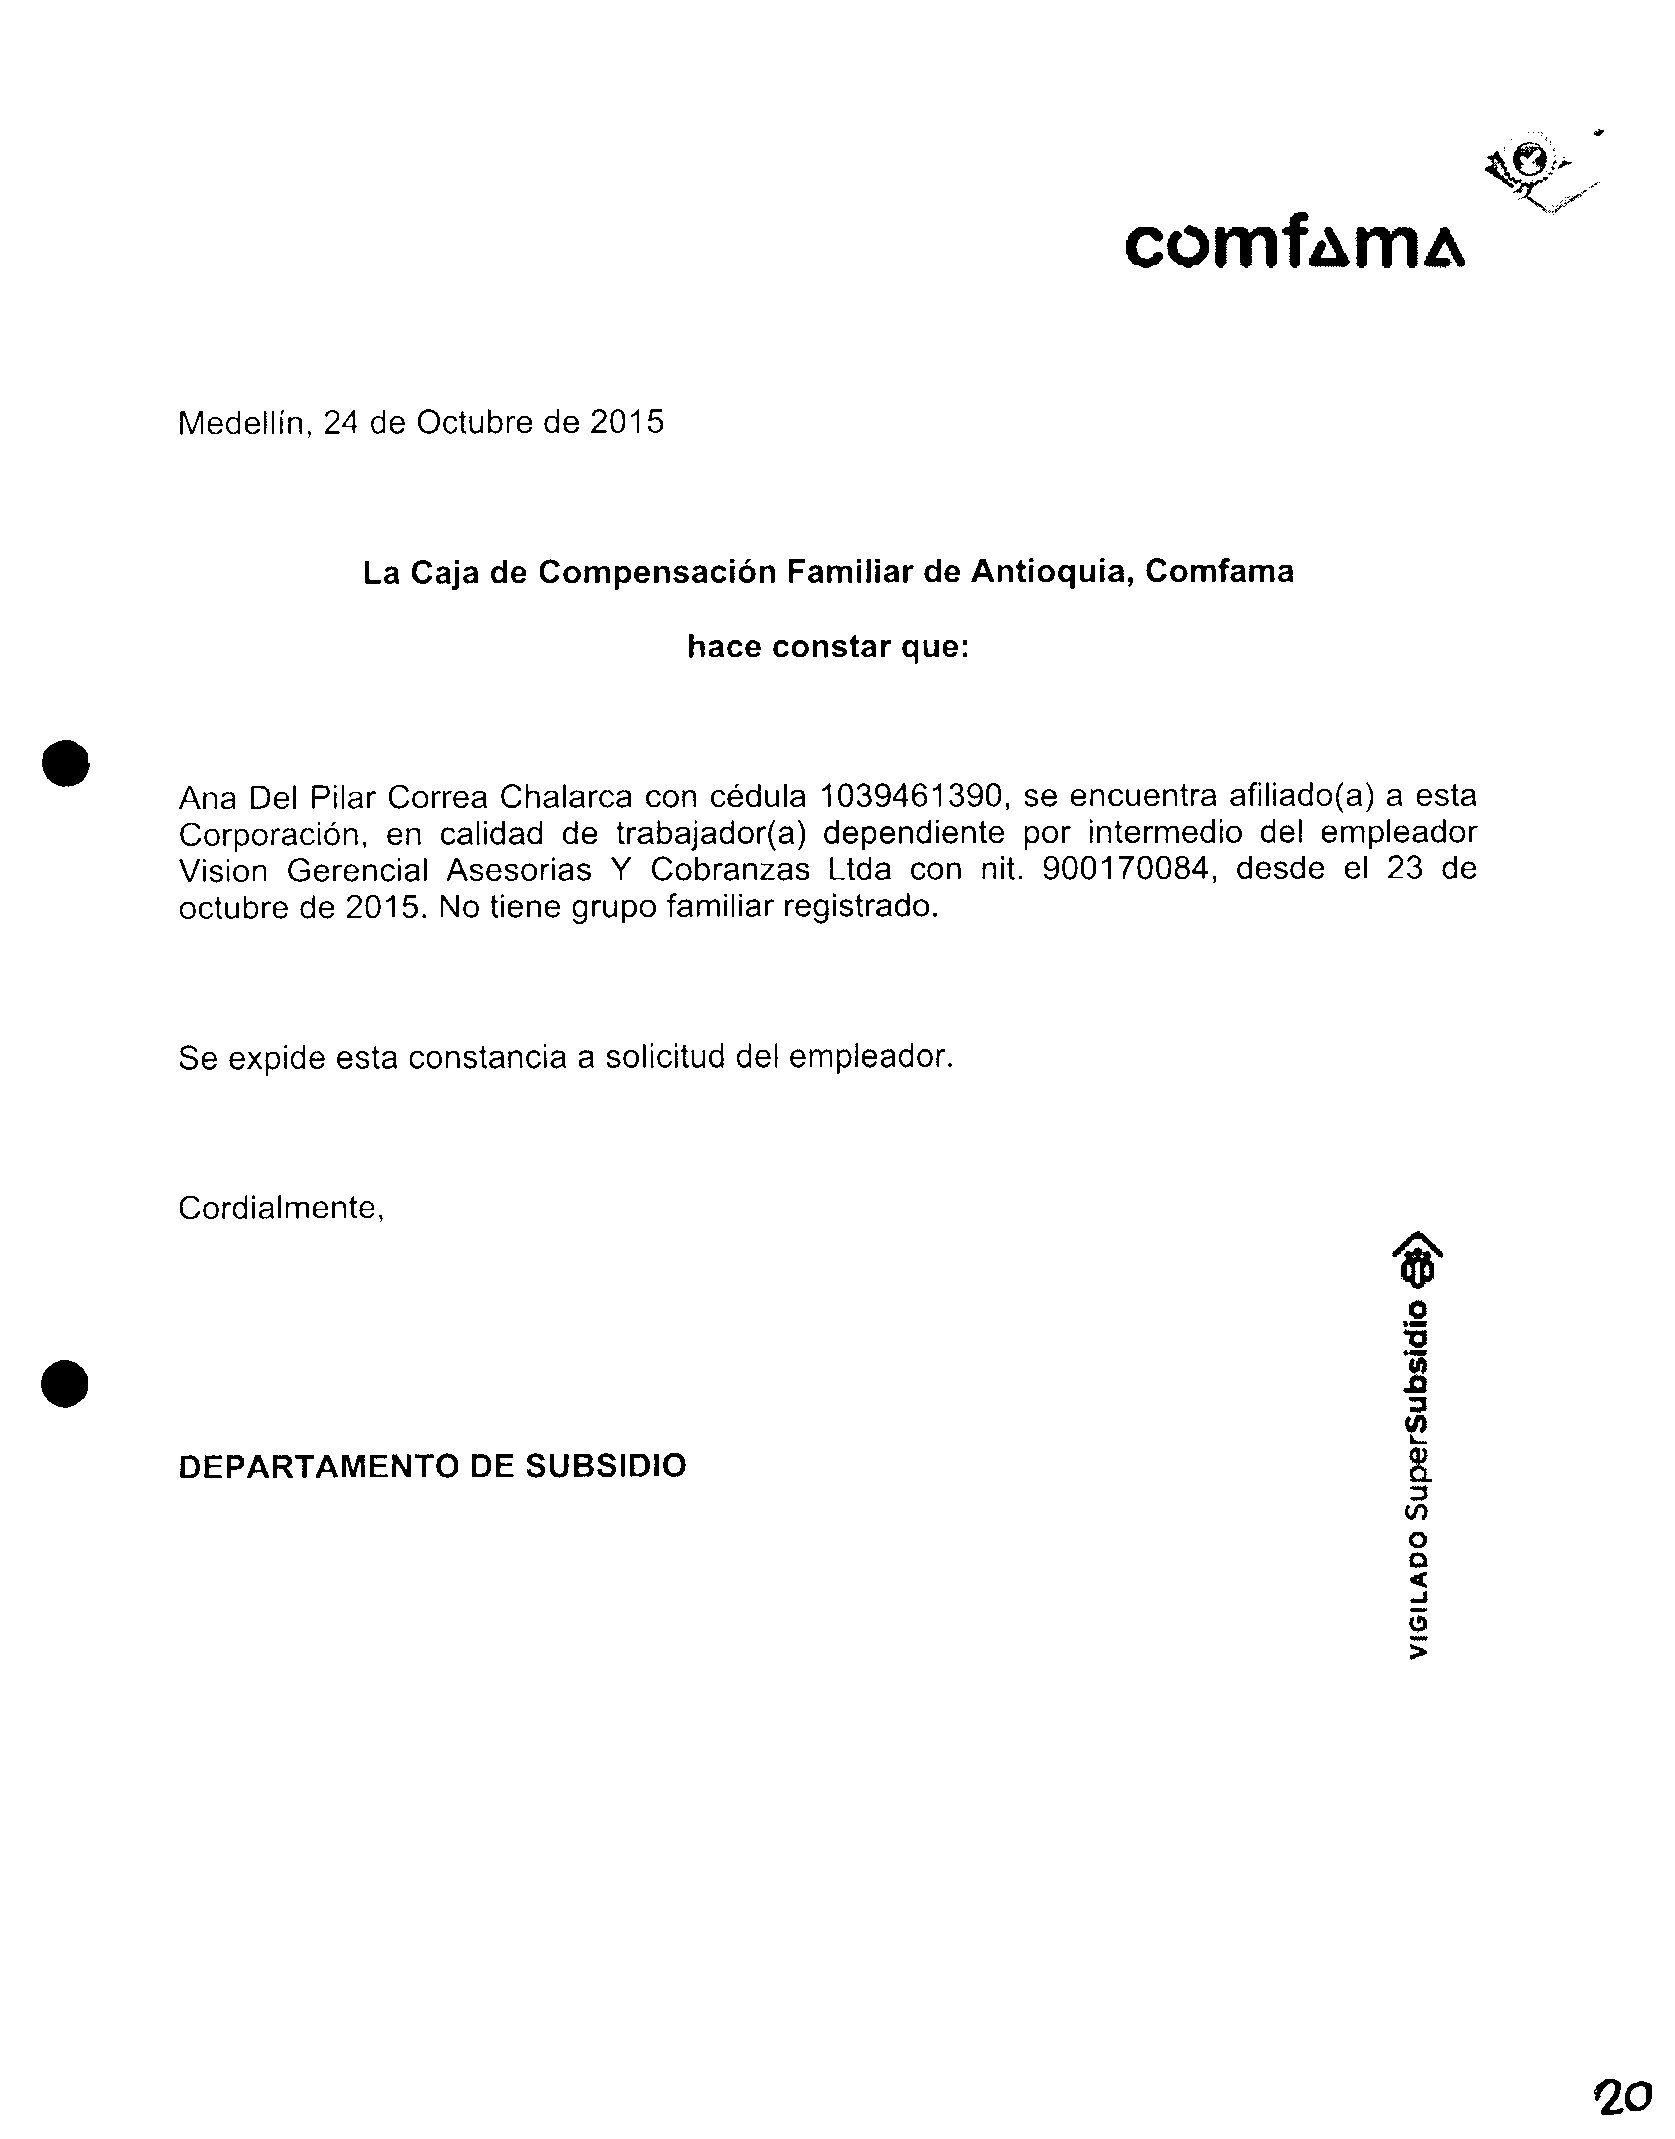 comfama
Medellín, 24 de Octubre de 2015
La Caja de Compensación Familiar de Antioquia, Comfama
hace constar que:
Ana Del Pilar Correa Chalarca con cédula 1039461390, se encuentra afiliado(a) a esta
Corporación, en calidad de trabajador(a) dependiente por intermedio del empleador
Vision Gerencial Asesorias Y Cobranzas Ltda con nit. 900170084, desde el 23 de
octubre de 2015. No tiene grupo familiar registrado.
Se expide esta constancia a solicitud del empleador.
Cordialmente,
DEPARTAMENTO DE SUBSIDIO
VIGILADO SuperSubsidio
20